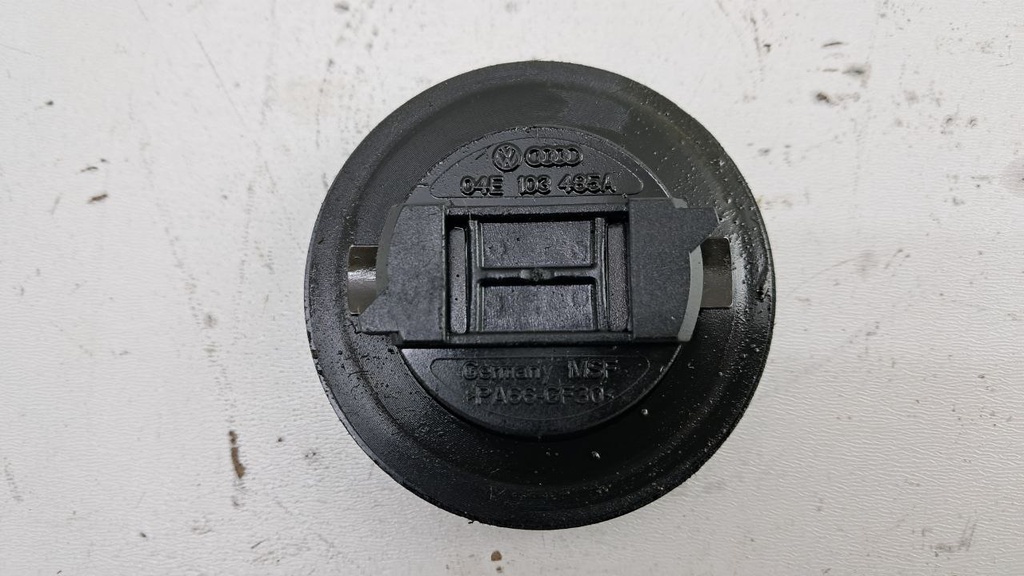 04E 103 485A
Germany MSF
>PA66-GF30<